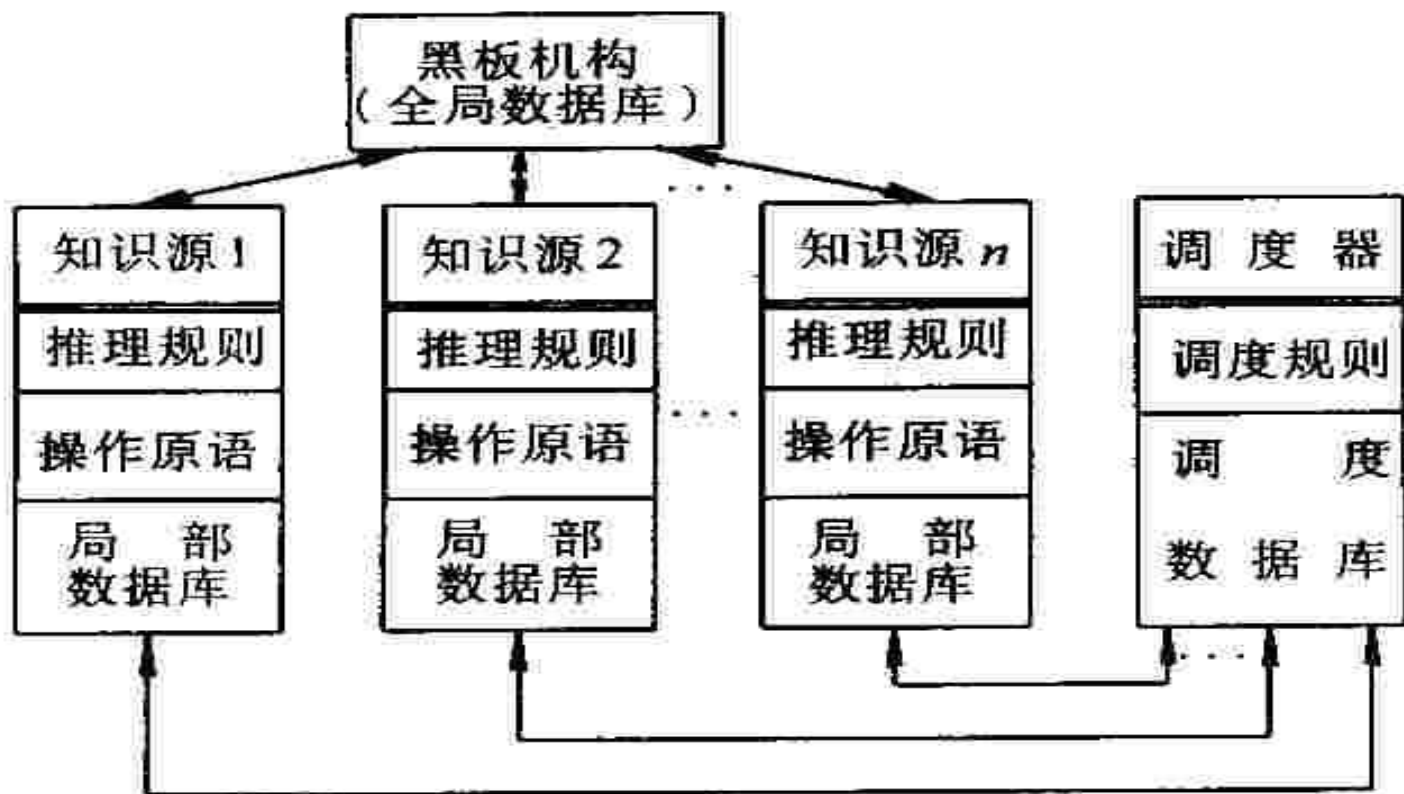 黑板机构
(全局数据库)
...
知识源1
推理规则
操作原语
局 部
数据库
知识源2
推理规则
操作原语
局 部
数据库
...
知识源n
推理规则
操作原语
局 部
数据库
调 度 器
调度规则
调 度
数 据 库
....